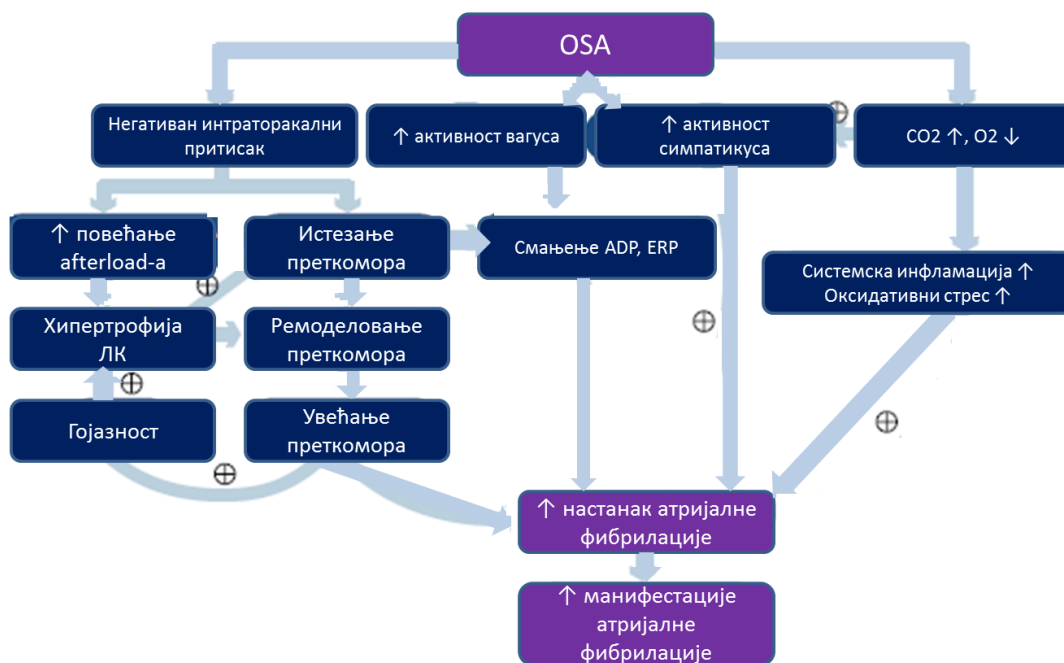 OSA
Негативан интраторакални
притисак
↑ активност вагуса
↑ активност
симпатикуса
CO2 ↑, O2 ↓
↑ повећање
afterload-а
Истезање
преткомора
Смањење ADP, ERP
Системска инфламација ↑
Оксидативни стрес ↑
Хипертрофија
ЛК
Ремоделовање
преткомора
Гојазност
Увећање
преткомора
↑ настанак атријалне
фибрилације
↑ манифестације
атријалне
фибрилације